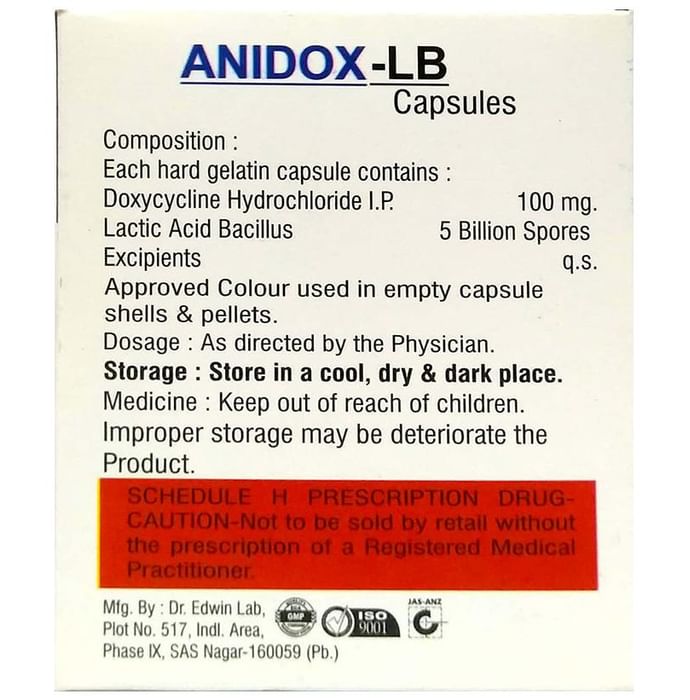 ANIDOX-LB
Capsules
Composition :
Each hard gelatin capsule contains :
Doxycycline Hydrochloride I.P. 100 mg.
Lactic Acid Bacillus 5 Billion Spores
Excipients q.s.
Approved Colour used in empty capsule
shells & pellets.
Dosage : As directed by the Physician.
Storage : Store in a cool, dry & dark place.
Medicine : Keep out of reach of children.
Improper storage may be deteriorate the
Product.
SCHEDULE H PRESCRIPTION DRUG-
CAUTION-Not to be sold by retail without
the prescription of a Registered Medical
Practitioner.
Mfg. By : Dr. Edwin Lab,
Plot No. 517, Indl. Area,
Phase IX, SAS Nagar-160059 (Pb.)
GMP
ISO
9001
JAS-ANZ